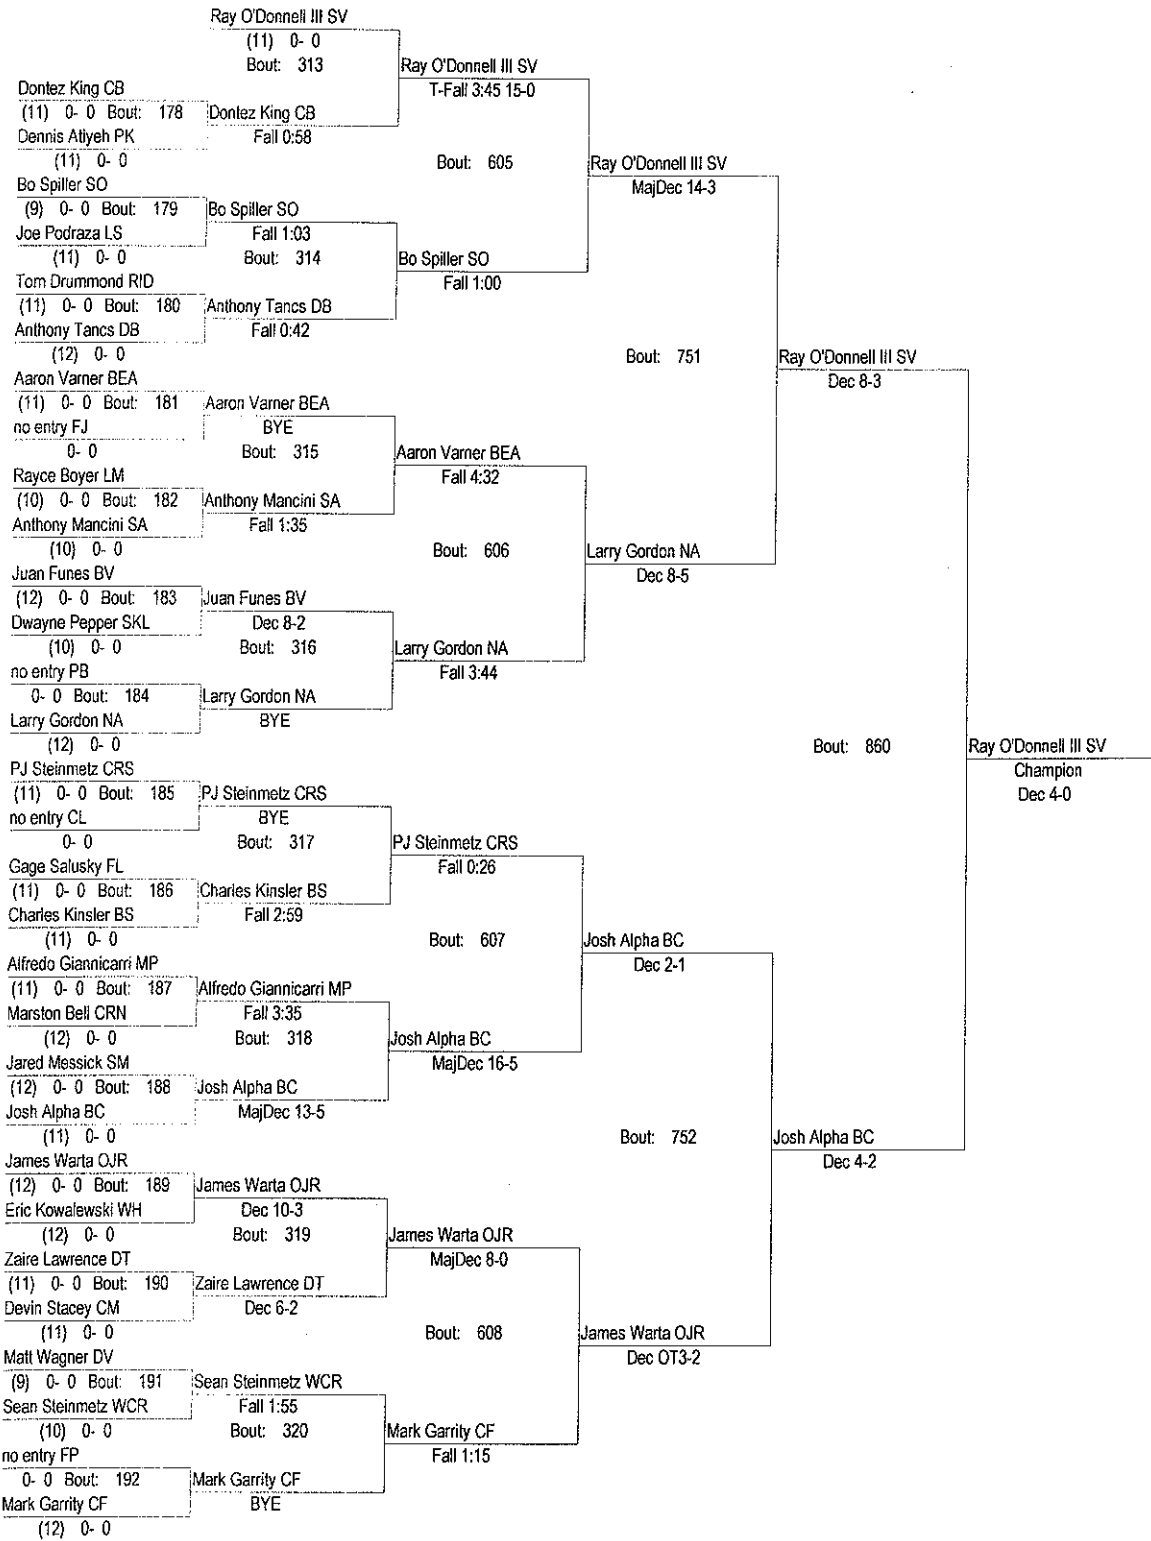 Ray O'Donnell III SV
(11) 0- 0
Bout: 313
Ray O'Donnell III SV
T-Fall 3:45 15-0
Dontez King CB
(11) 0- 0 Bout: 178
Dontez King CB
Dennis Atiyeh PK
Fall 0:58
(11) 0- 0
Bout: 605
Ray O'Donnell III SV
MajDec 14-3
Bo Spiller SO
(9) 0- 0 Bout: 179
Bo Spiller SO
Joe Podraza LS
Fall 1:03
(11) 0- 0
Bout: 314
Bo Spiller SO
Fall 1:00
Tom Drummond RID
(11) 0- 0 Bout: 180
Anthony Tancs DB
Anthony Tancs DB
Fall 0:42
(12) 0- 0
Bout: 751
Ray O'Donnell III SV
Dec 8-3
Aaron Varner BEA
(11) 0- 0 Bout: 181
Aaron Varner BEA
no entry FJ
BYE
0- 0
Bout: 315
Aaron Varner BEA
Fall 4:32
Rayce Boyer LM
(10) 0- 0 Bout: 182
Anthony Mancini SA
Anthony Mancini SA
Fall 1:35
(10) 0- 0
Bout: 606
Larry Gordon NA
Dec 8-5
Juan Funes BV
(12) 0- 0 Bout: 183
Juan Funes BV
Dwayne Pepper SKL
Dec 8-2
(10) 0- 0
Bout: 316
Larry Gordon NA
Fall 3:44
no entry PB
0- 0 Bout: 184
Larry Gordon NA
Larry Gordon NA
BYE
(12) 0- 0
Bout: 860
Ray O'Donnell III SV
Champion
Dec 4-0
PJ Steinmetz CRS
(11) 0- 0 Bout: 185
PJ Steinmetz CRS
no entry CL
BYE
0- 0
Bout: 317
PJ Steinmetz CRS
Fall 0:26
Gage Salusky FL
(11) 0- 0 Bout: 186
Charles Kinsler BS
Charles Kinsler BS
Fall 2:59
(11) 0- 0
Bout: 607
Josh Alpha BC
Dec 2-1
Alfredo Giannicarri MP
(11) 0- 0 Bout: 187
Alfredo Giannicarri MP
Marston Bell CRN
Fall 3:35
(12) 0- 0
Bout: 318
Josh Alpha BC
MajDec 16-5
Jared Messick SM
(12) 0- 0 Bout: 188
Josh Alpha BC
Josh Alpha BC
MajDec 13-5
(11) 0- 0
Bout: 752
Josh Alpha BC
Dec 4-2
James Warta OJR
(12) 0- 0 Bout: 189
James Warta OJR
Eric Kowalewski WH
Dec 10-3
(12) 0- 0
Bout: 319
James Warta OJR
MajDec 8-0
Zaire Lawrence DT
(11) 0- 0 Bout: 190
Zaire Lawrence DT
Devin Stacey CM
Dec 6-2
(11) 0- 0
Bout: 608
James Warta OJR
Dec OT3-2
Matt Wagner DV
(9) 0- 0 Bout: 191
Sean Steinmetz WCR
Sean Steinmetz WCR
Fall 1:55
(10) 0- 0
Bout: 320
Mark Garrity CF
Fall 1:15
no entry FP
0- 0 Bout: 192
Mark Garrity CF
Mark Garrity CF
BYE
(12) 0- 0